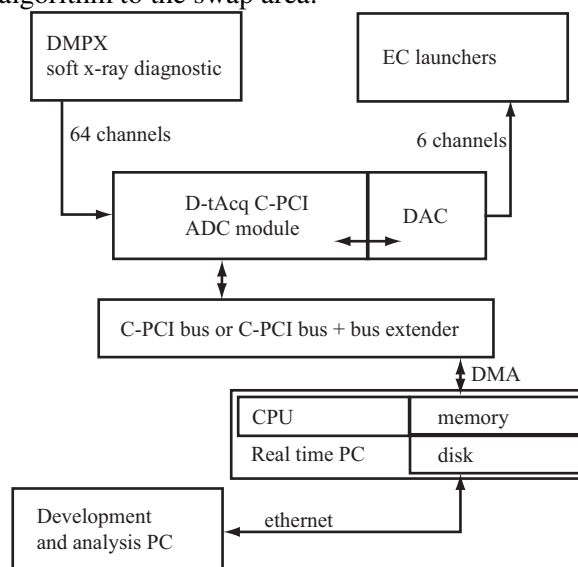 algorithm to the swap area.
DMPX
soft x-ray diagnostic
EC launchers
64 channels
6 channels
D-tAcq C-PCI
ADC module
DAC
C-PCI bus or C-PCI bus + bus extender
DMA
CPU
memory
Real time PC
disk
Development
and analysis PC
ethernet